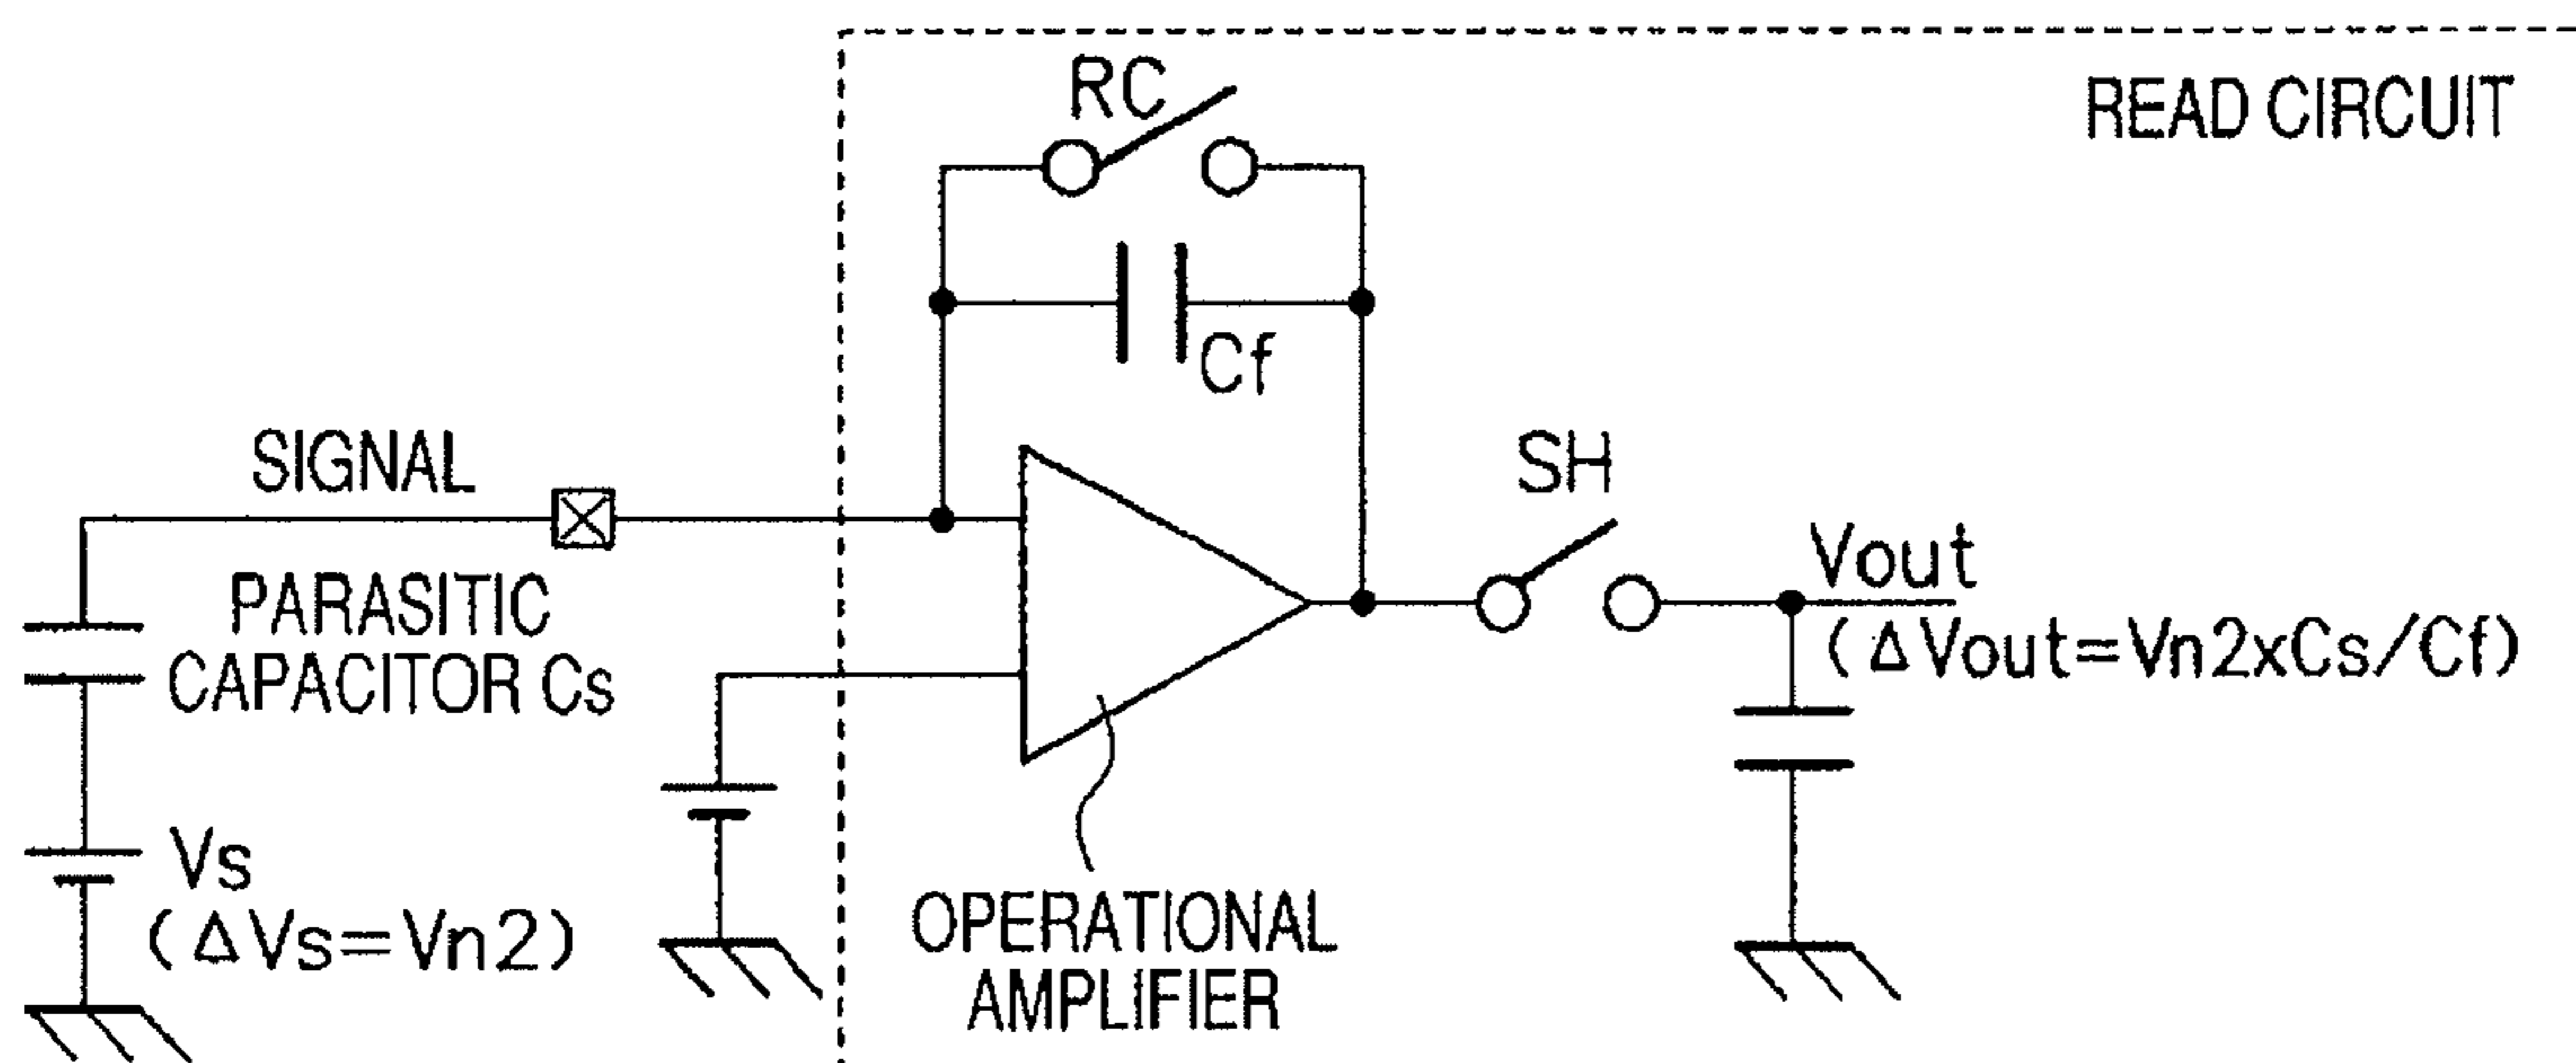 READ CIRCUIT
RC
Cf
SIGNAL
SH
PARASITIC
CAPACITOR Cs
Vout
(ΔVout=Vn2xCs/Cf)
Vs
(ΔVs=Vn2)
OPERATIONAL
AMPLIFIER